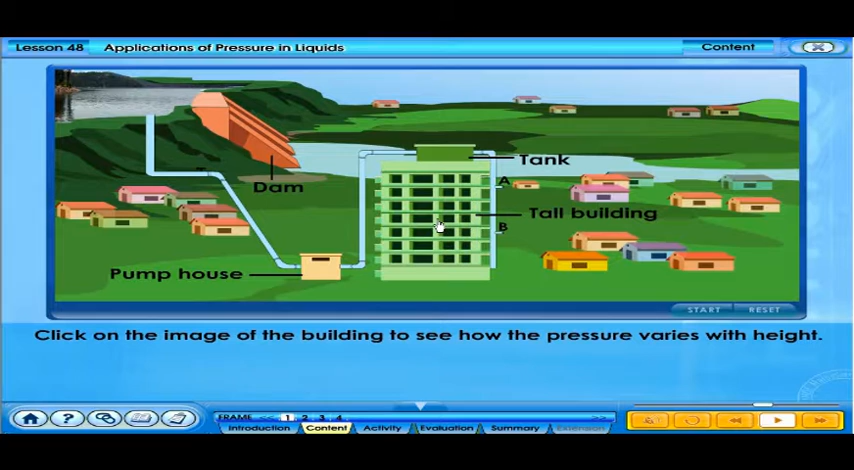 Lesson 48 Applications of Pressure in Liquids Content
Tank
A
Dam
Tall building
B
Pump house
START RESET
Click on the image of the building to see how the pressure varies with height.
FRAME << 1 2 3 4 >>
Introduction Content Activity Evaluation Summary Extension